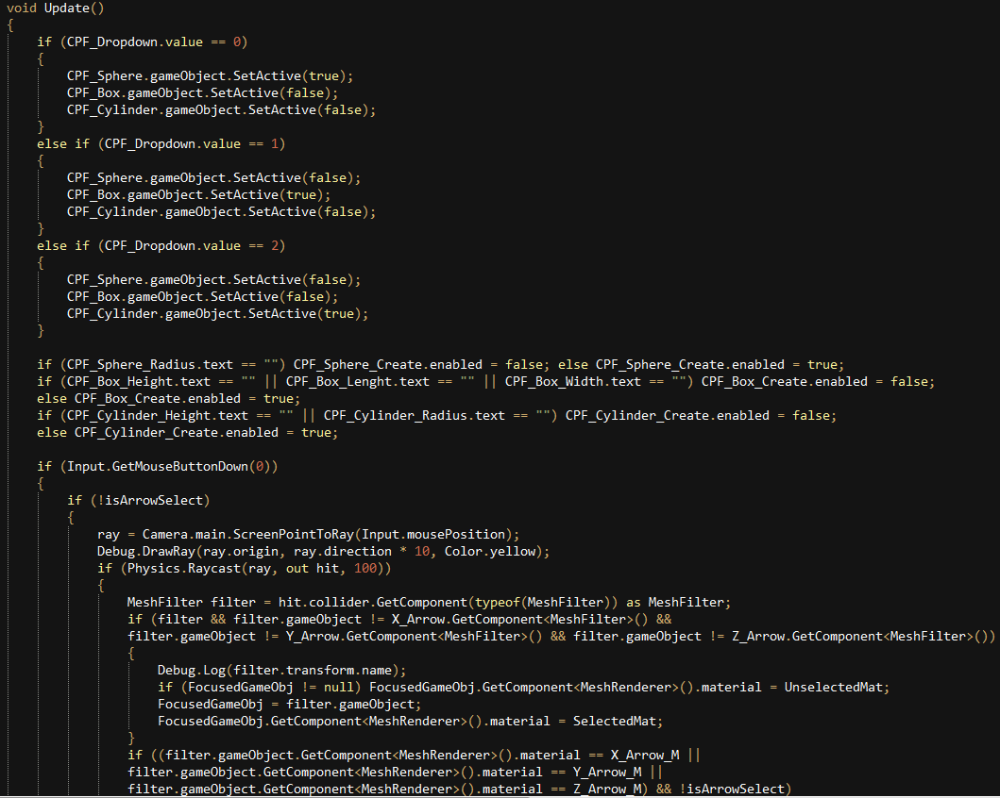 void Update()
{
if (CPF_Dropdown.value == 0)
{
CPF_Sphere.gameObject.SetActive(true);
CPF_Box.gameObject.SetActive(false);
CPF_Cylinder.gameObject.SetActive(false);
}
else if (CPF_Dropdown.value == 1)
{
CPF_Sphere.gameObject.SetActive(false);
CPF_Box.gameObject.SetActive(true);
CPF_Cylinder.gameObject.SetActive(false);
}
else if (CPF_Dropdown.value == 2)
{
CPF_Sphere.gameObject.SetActive(false);
CPF_Box.gameObject.SetActive(false);
CPF_Cylinder.gameObject.SetActive(true);
}
if (CPF_Sphere_Radius.text == "") CPF_Sphere_Create.enabled = false; else CPF_Sphere_Create.enabled = true;
if (CPF_Box_Height.text == "" || CPF_Box_Lenght.text == "" || CPF_Box_Width.text == "") CPF_Box_Create.enabled = false;
else CPF_Box_Create.enabled = true;
if (CPF_Cylinder_Height.text == "" || CPF_Cylinder_Radius.text == "") CPF_Cylinder_Create.enabled = false;
else CPF_Cylinder_Create.enabled = true;
if (Input.GetMouseButtonDown(0))
{
if (!isArrowSelect)
{
ray = Camera.main.ScreenPointToRay(Input.mousePosition);
Debug.DrawRay(ray.origin, ray.direction * 10, Color.yellow);
if (Physics.Raycast(ray, out hit, 100))
{
MeshFilter filter = hit.collider.GetComponent(typeof(MeshFilter)) as MeshFilter;
if (filter && filter.gameObject != X_Arrow.GetComponent<MeshFilter>() &&
filter.gameObject != Y_Arrow.GetComponent<MeshFilter>() && filter.gameObject != Z_Arrow.GetComponent<MeshFilter>())
{
Debug.Log(filter.transform.name);
if (FocusedGameObj != null) FocusedGameObj.GetComponent<MeshRenderer>().material = UnselectedMat;
FocusedGameObj = filter.gameObject;
FocusedGameObj.GetComponent<MeshRenderer>().material = SelectedMat;
}
if ((filter.gameObject.GetComponent<MeshRenderer>().material == X_Arrow_M ||
filter.gameObject.GetComponent<MeshRenderer>().material == Y_Arrow_M ||
filter.gameObject.GetComponent<MeshRenderer>().material == Z_Arrow_M) && !isArrowSelect)